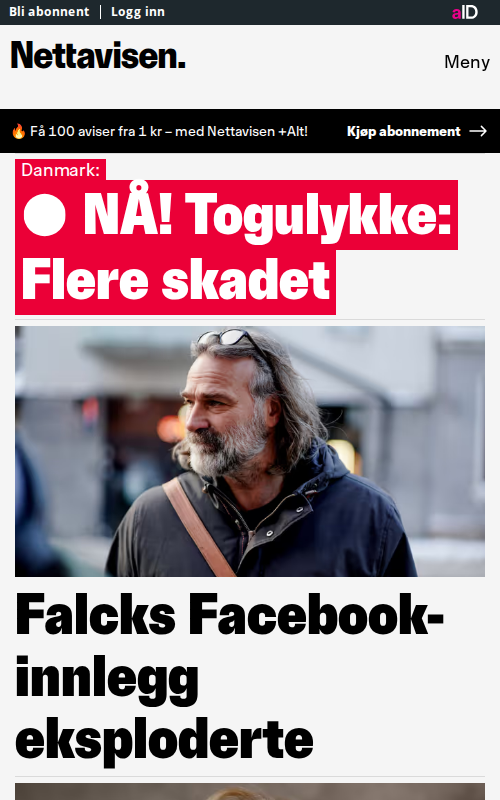 Bli abonnent | Logg inn
aID
Nettavisen.
Meny
🔥 Få 100 aviser fra 1 kr – med Nettavisen +Alt!
Kjøp abonnement →
Danmark:
● NÅ! Togulykke:
Flere skadet
Falcks Facebook-
innlegg
eksploderte